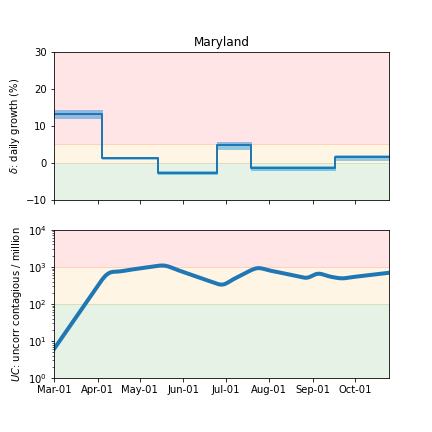 Maryland
30
20
10
0
−10
δ: daily growth (%)
10⁴
10³
10²
10¹
10⁰
UC: uncorr contagious / million
Mar-01 Apr-01 May-01 Jun-01 Jul-01 Aug-01 Sep-01 Oct-01